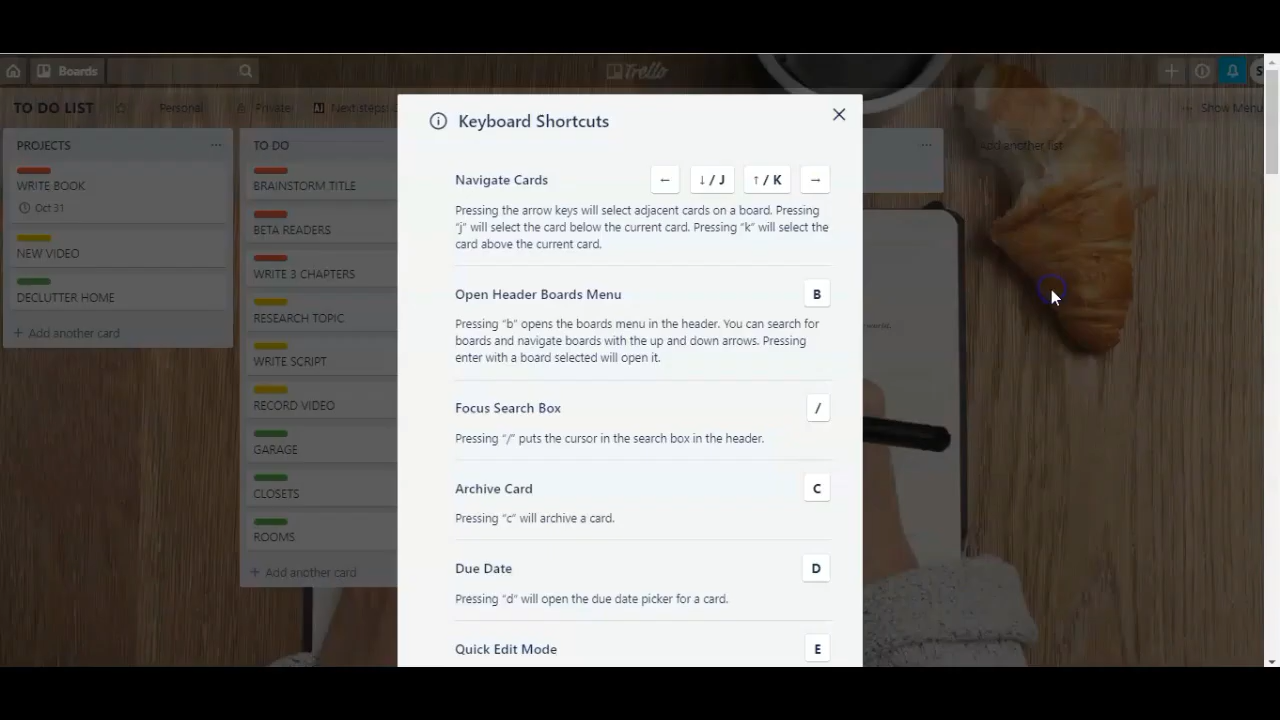 Boards
Trello
TO DO LIST
Personal
Private
Next steps!
Show Menu
PROJECTS
WRITE BOOK
Oct 31
NEW VIDEO
DECLUTTER HOME
+ Add another card
TO DO
BRAINSTORM TITLE
BETA READERS
WRITE 3 CHAPTERS
RESEARCH TOPIC
WRITE SCRIPT
RECORD VIDEO
GARAGE
CLOSETS
ROOMS
+ Add another card
Keyboard Shortcuts
Navigate Cards ← ↓ / J ↑ / K →
Pressing the arrow keys will select adjacent cards on a board. Pressing
“j” will select the card below the current card. Pressing “k” will select the
card above the current card.
Open Header Boards Menu B
Pressing “b” opens the boards menu in the header. You can search for
boards and navigate boards with the up and down arrows. Pressing
enter with a board selected will open it.
Focus Search Box /
Pressing “/” puts the cursor in the search box in the header.
Archive Card C
Pressing “c” will archive a card.
Due Date D
Pressing “d” will open the due date picker for a card.
Quick Edit Mode E
Add another list